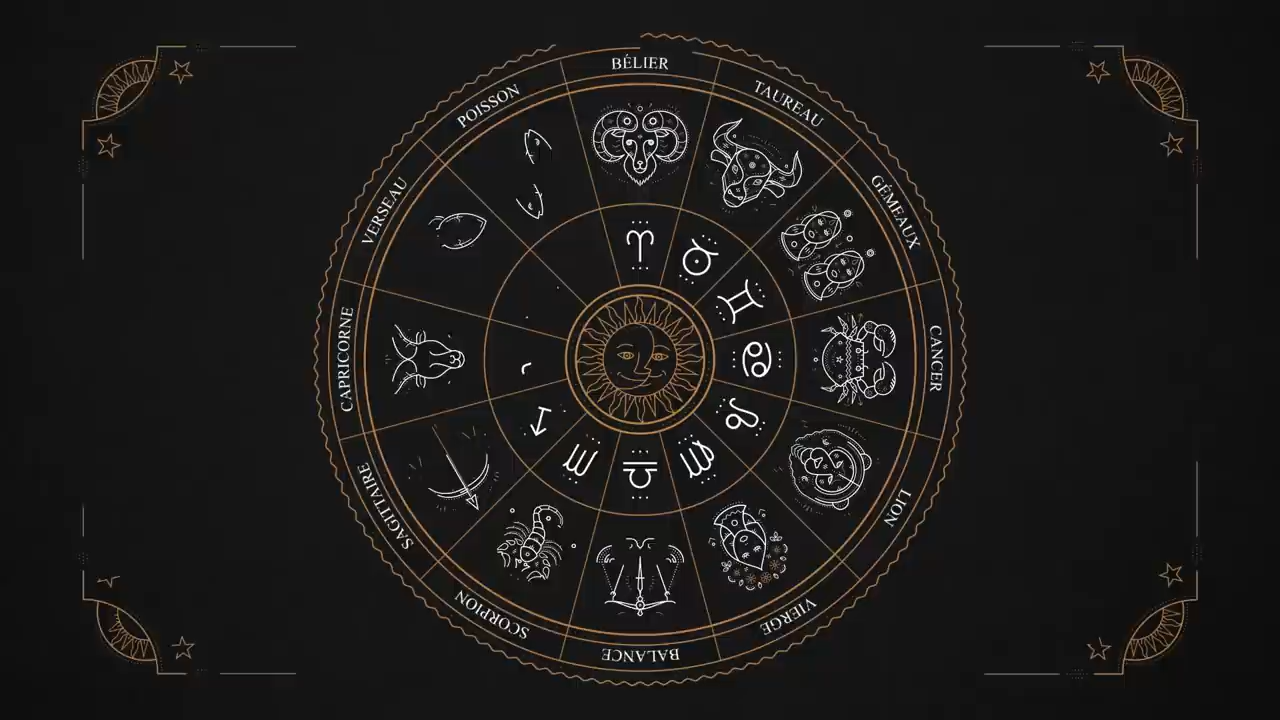 BÉLIER
TAUREAU
GÉMEAUX
CANCER
LION
VIERGE
BALANCE
SCORPION
SAGITTAIRE
CAPRICORNE
VERSEAU
POISSON